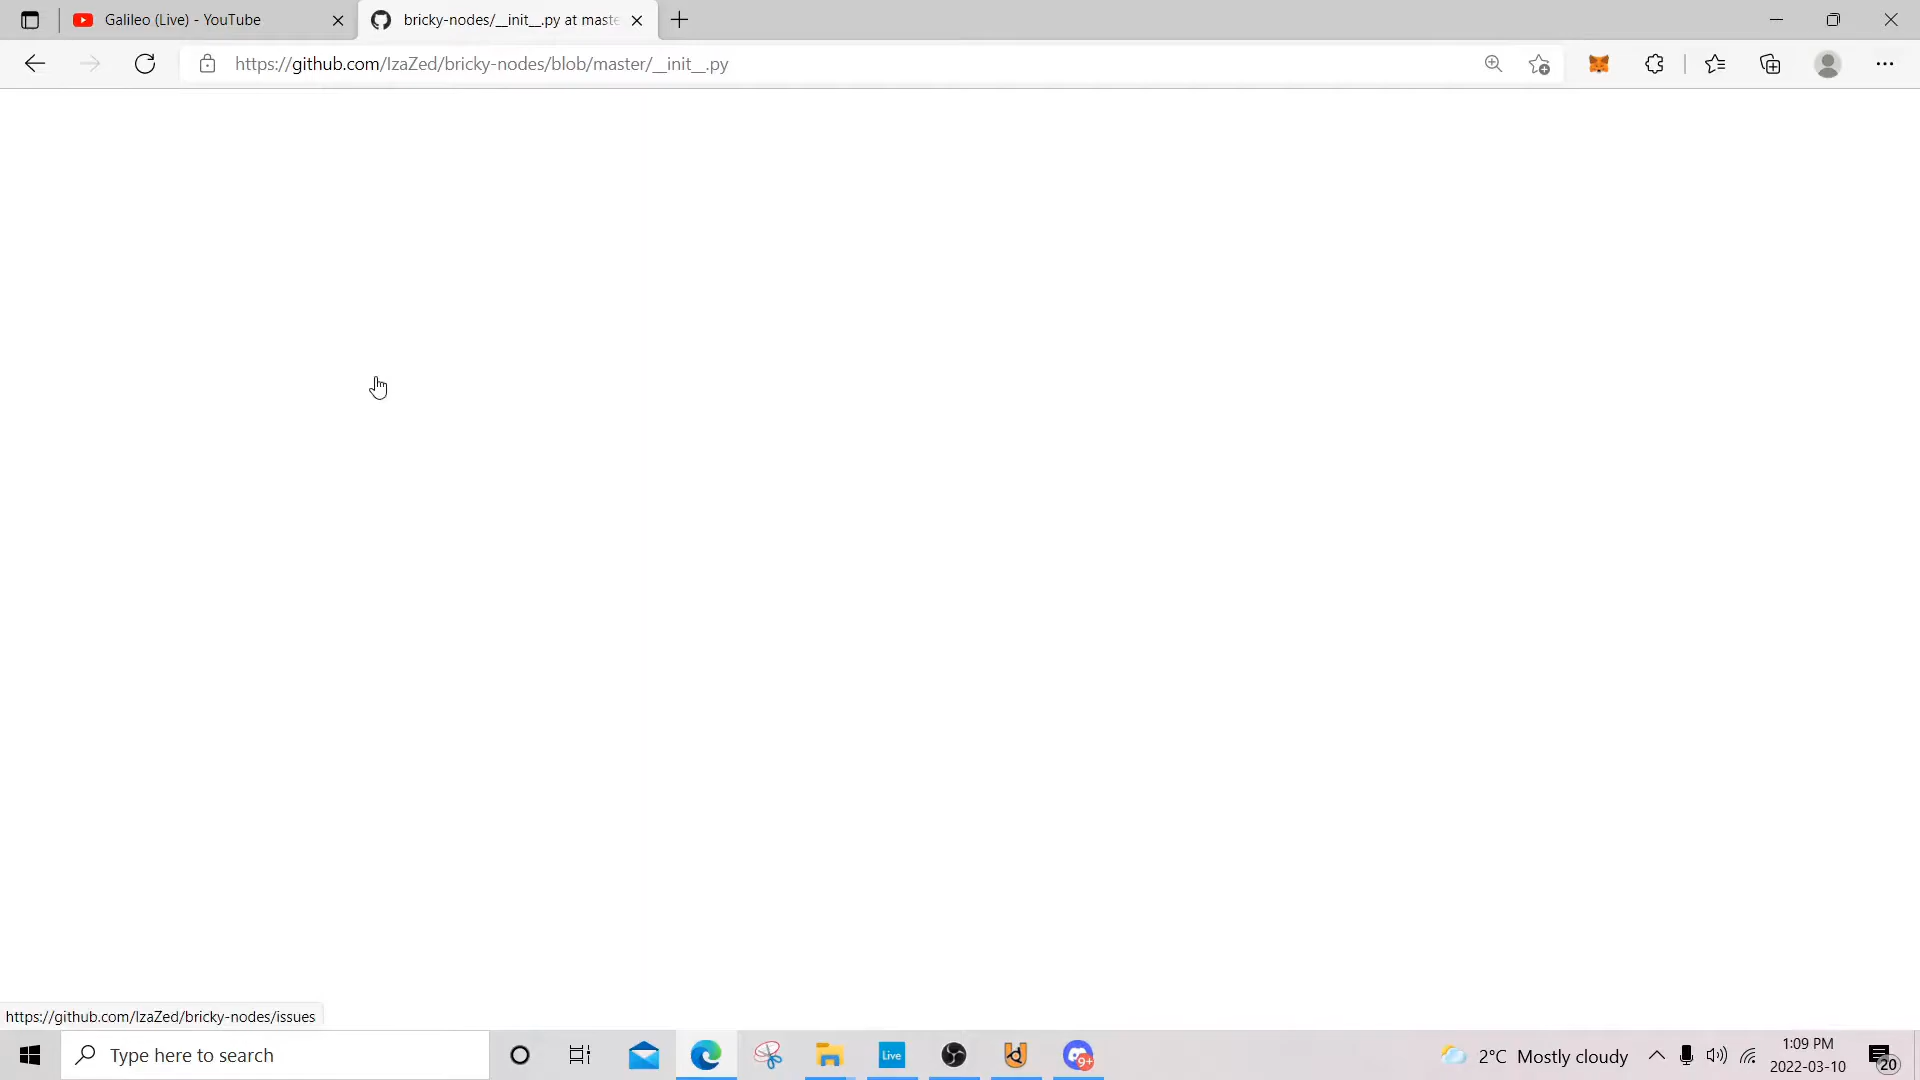 Galileo (Live) - YouTube
bricky-nodes/__init__.py at maste
https://github.com/IzaZed/bricky-nodes/blob/master/__init__.py
https://github.com/IzaZed/bricky-nodes/issues
Type here to search
Live
9+
2°C Mostly cloudy
1:09 PM
2022-03-10
20